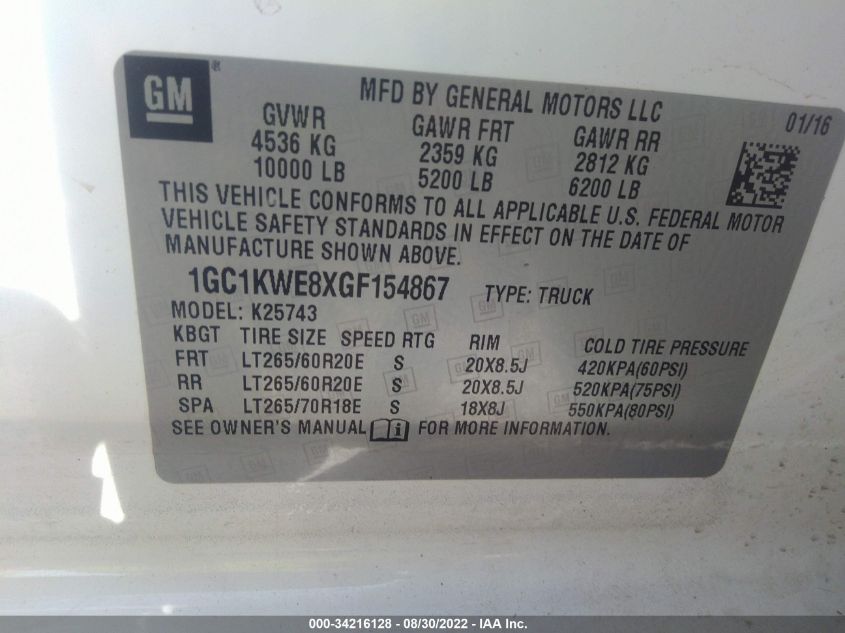 GM
MFD BY GENERAL MOTORS LLC
01/16
GVWR GAWR FRT GAWR RR
4536 KG 2359 KG 2812 KG
10000 LB 5200 LB 6200 LB
THIS VEHICLE CONFORMS TO ALL APPLICABLE U.S. FEDERAL MOTOR
VEHICLE SAFETY STANDARDS IN EFFECT ON THE DATE OF
MANUFACTURE SHOWN ABOVE.
1GC1KWE8XGF154867 TYPE: TRUCK
MODEL: K25743
KBGT TIRE SIZE SPEED RTG RIM COLD TIRE PRESSURE
FRT LT265/60R20E S 20X8.5J 420KPA(60PSI)
RR LT265/60R20E S 20X8.5J 520KPA(75PSI)
SPA LT265/70R18E S 18X8J 550KPA(80PSI)
SEE OWNER'S MANUAL i FOR MORE INFORMATION.
000-34216128 - 08/30/2022 - IAA Inc.